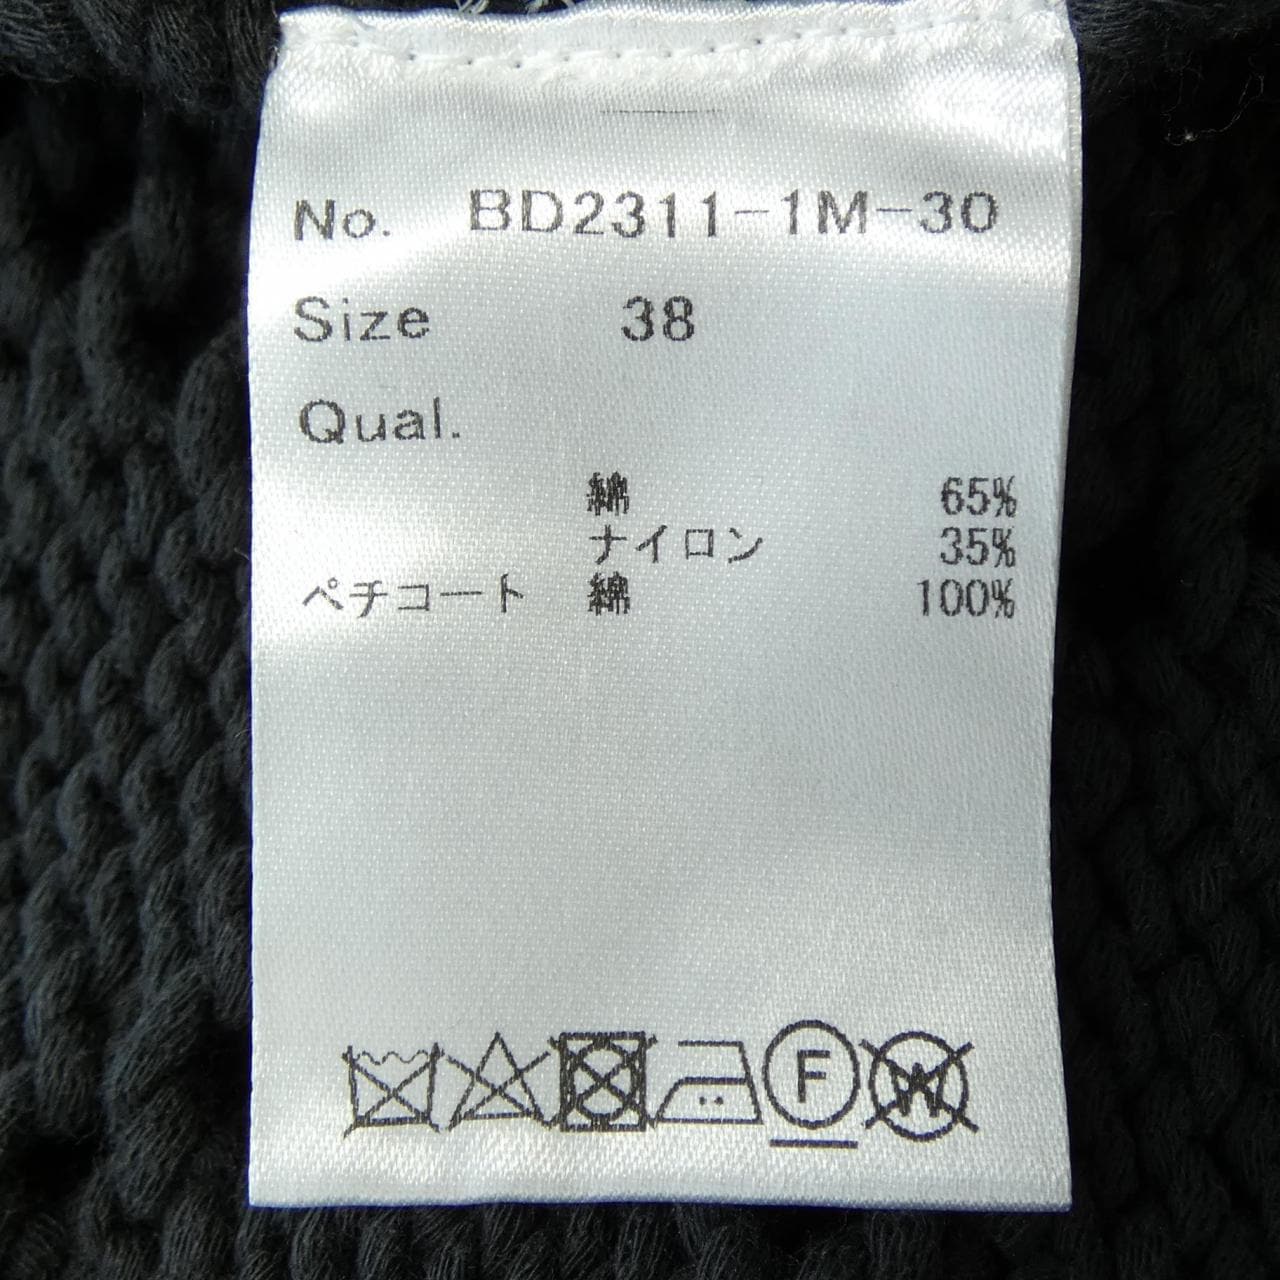 No. BD2311-1M-30
Size 38
Qual.
綿 65%
ナイロン 35%
ペチコート 綿 100%
F W